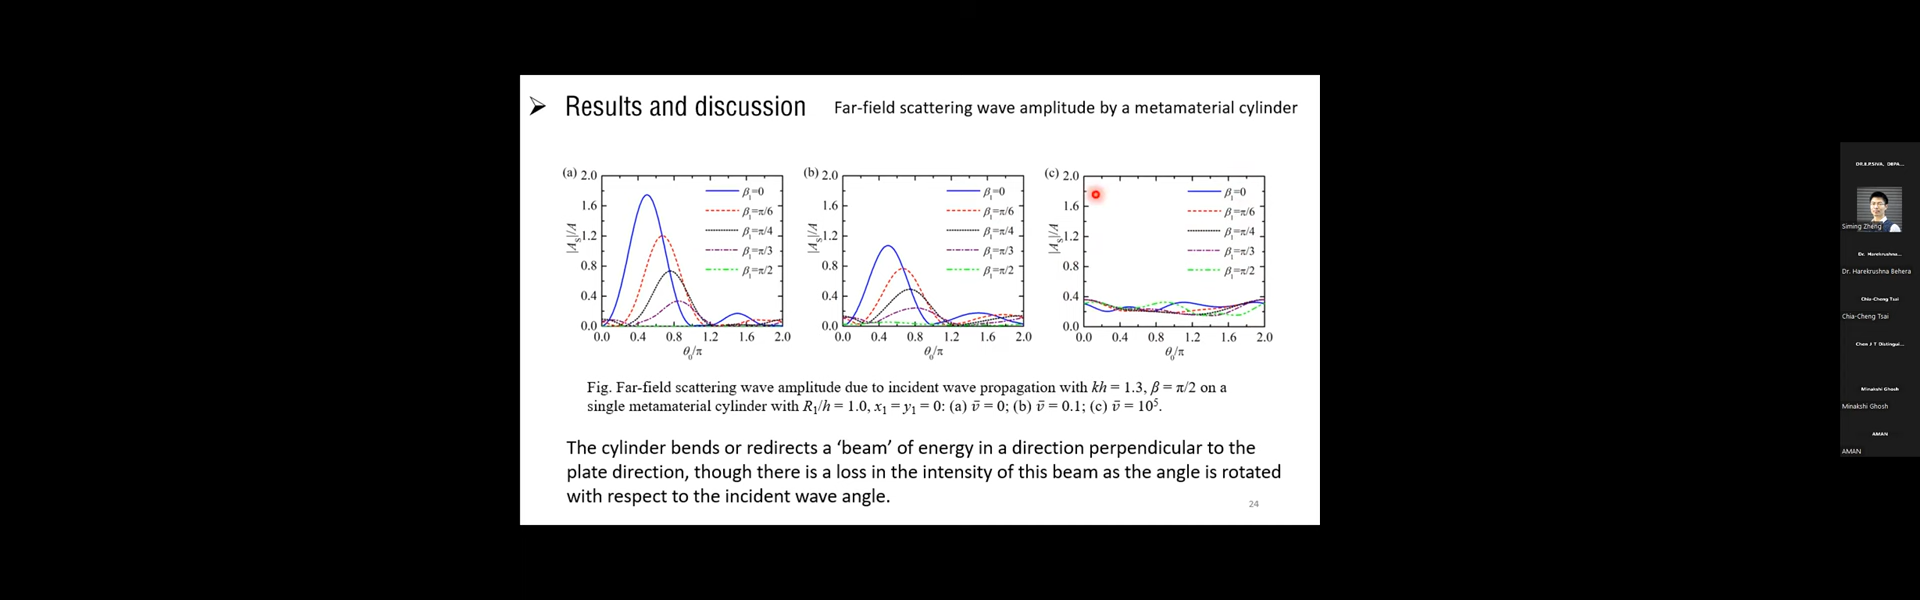 Results and discussion
Far-field scattering wave amplitude by a metamaterial cylinder
(a)
2.0
1.6
1.2
0.8
0.4
0.0
|A_s|/A
β₁=0
β₁=π/6
β₁=π/4
β₁=π/3
β₁=π/2
0.0 0.4 0.8 1.2 1.6 2.0
θ₀/π
(b)
2.0
1.6
1.2
0.8
0.4
0.0
|A_s|/A
β₁=0
β₁=π/6
β₁=π/4
β₁=π/3
β₁=π/2
0.0 0.4 0.8 1.2 1.6 2.0
θ₀/π
(c)
2.0
1.6
1.2
0.8
0.4
0.0
|A_s|/A
β₁=0
β₁=π/6
β₁=π/4
β₁=π/3
β₁=π/2
0.0 0.4 0.8 1.2 1.6 2.0
θ₀/π
Fig. Far-field scattering wave amplitude due to incident wave propagation with kh = 1.3, β = π/2 on a
single metamaterial cylinder with R₁/h = 1.0, x₁ = y₁ = 0: (a) v̄ = 0; (b) v̄ = 0.1; (c) v̄ = 10⁵.
The cylinder bends or redirects a ‘beam’ of energy in a direction perpendicular to the
plate direction, though there is a loss in the intensity of this beam as the angle is rotated
with respect to the incident wave angle.
24
Siming Zheng
Dr. Harekrushna...
Dr. Harekrushna Behera
Chia-Cheng Tsai
Chia-Cheng Tsai
Chen J T Distingui...
Minakshi Ghosh
Minakshi Ghosh
AMAN
AMAN